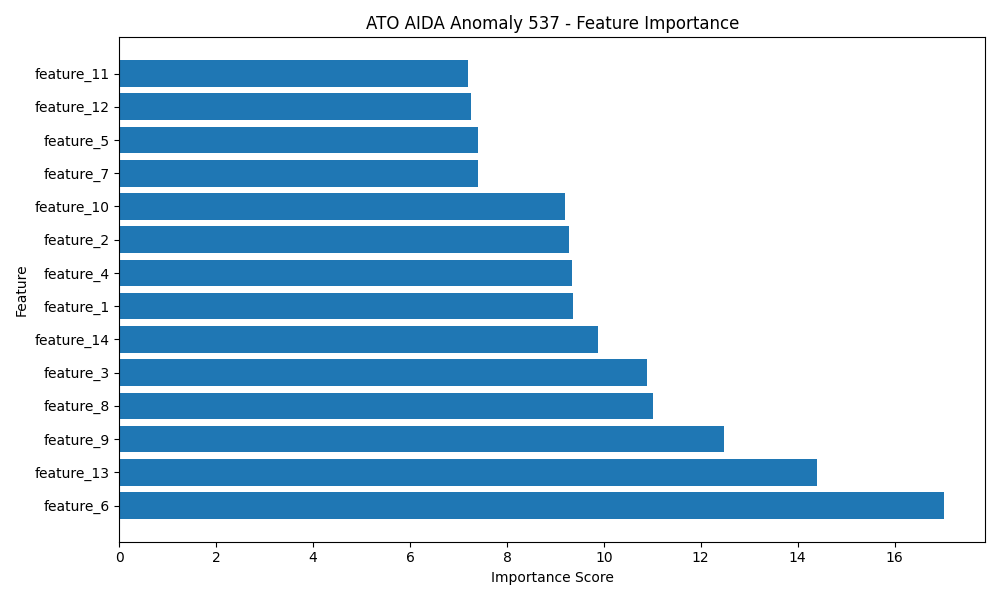 ATO AIDA Anomaly 537 - Feature Importance
feature_11
feature_12
feature_5
feature_7
feature_10
feature_2
feature_4
feature_1
feature_14
feature_3
feature_8
feature_9
feature_13
feature_6
Feature
0 2 4 6 8 10 12 14 16
Importance Score